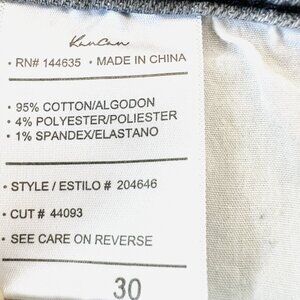 KanCan
• RN# 144635 • MADE IN CHINA
• 95% COTTON/ALGODON
• 4% POLYESTER/POLIESTER
• 1% SPANDEX/ELASTANO
• STYLE / ESTILO # 204646
• CUT # 44093
• SEE CARE ON REVERSE
30